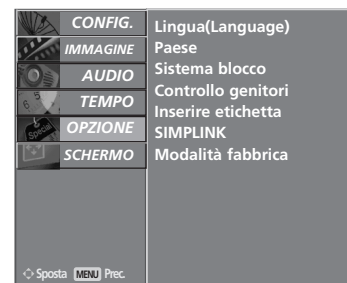 CONFIG.
IMMAGINE
AUDIO
TEMPO
OPZIONE
SCHERMO
Lingua(Language)
Paese
Sistema blocco
Controllo genitori
Inserire etichetta
SIMPLINK
Modalità fabbrica
Sposta MENU Prec.